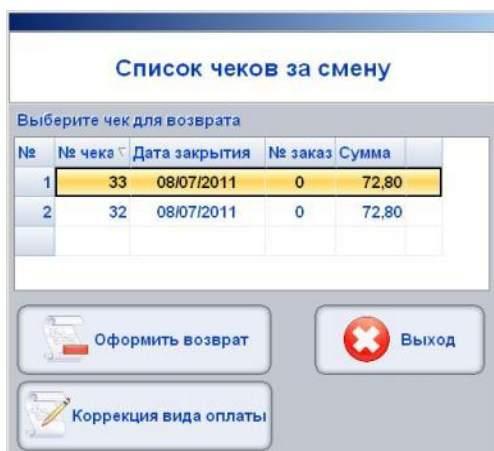 Список чеков за смену
Выберите чек для возврата
№ № чека Дата закрытия № заказ Сумма
1 33 08/07/2011 0 72,80
2 32 08/07/2011 0 72,80
Оформить возврат Выход
Коррекция вида оплаты